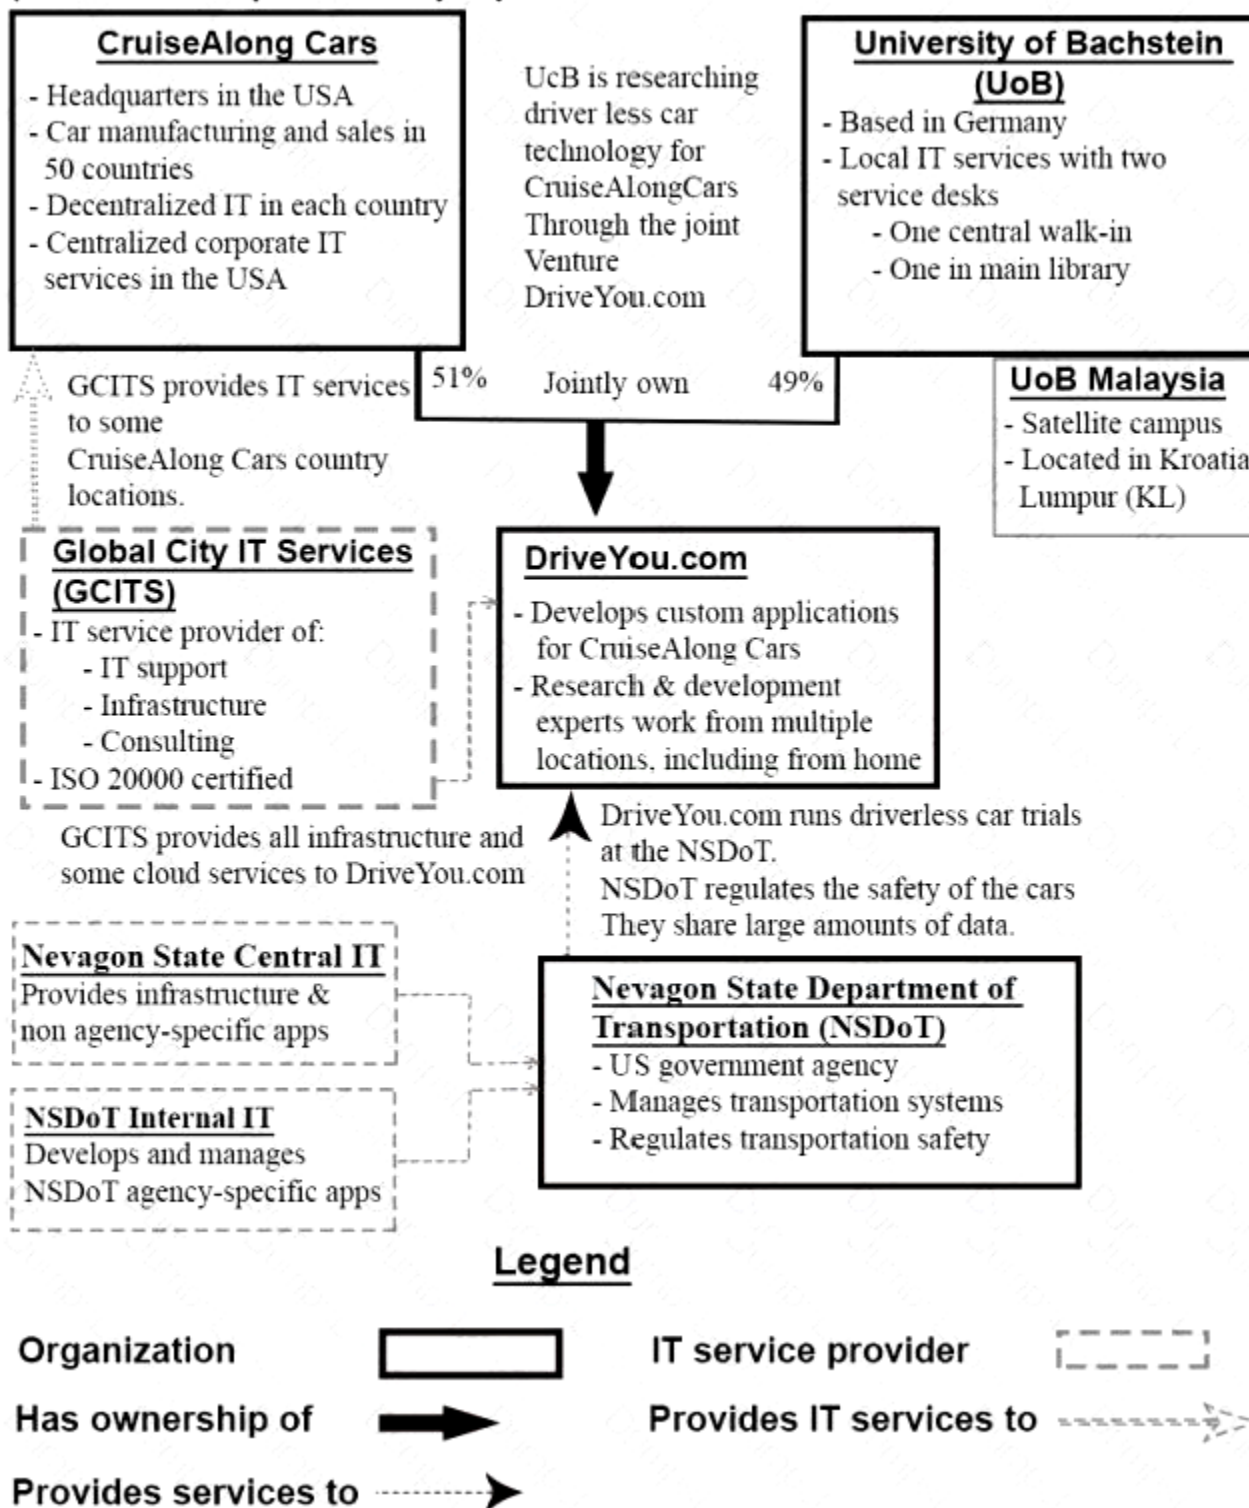 CruiseAlong Cars
- Headquarters in the USA
- Car manufacturing and sales in
50 countries
- Decentralized IT in each country
- Centralized corporate IT
services in the USA
UcB is researching
driver less car
technology for
CruiseAlongCars
Through the joint
Venture
DriveYou.com
University of Bachstein
(UoB)
- Based in Germany
- Local IT services with two
service desks
- One central walk-in
- One in main library
51%
Jointly own
49%
UoB Malaysia
- Satellite campus
- Located in Kroatia
Lumpur (KL)
GCITS provides IT services
to some
CruiseAlong Cars country
locations.
Global City IT Services
(GCITS)
- IT service provider of:
- IT support
- Infrastructure
- Consulting
- ISO 20000 certified
DriveYou.com
- Develops custom applications
for CruiseAlong Cars
- Research & development
experts work from multiple
locations, including from home
GCITS provides all infrastructure and
some cloud services to DriveYou.com
DriveYou.com runs driverless car trials
at the NSDoT.
NSDoT regulates the safety of the cars
They share large amounts of data.
Nevagon State Central IT
Provides infrastructure &
non agency-specific apps
NSDoT Internal IT
Develops and manages
NSDoT agency-specific apps
Nevagon State Department of
Transportation (NSDoT)
- US government agency
- Manages transportation systems
- Regulates transportation safety
Legend
Organization
IT service provider
Has ownership of
Provides IT services to
Provides services to